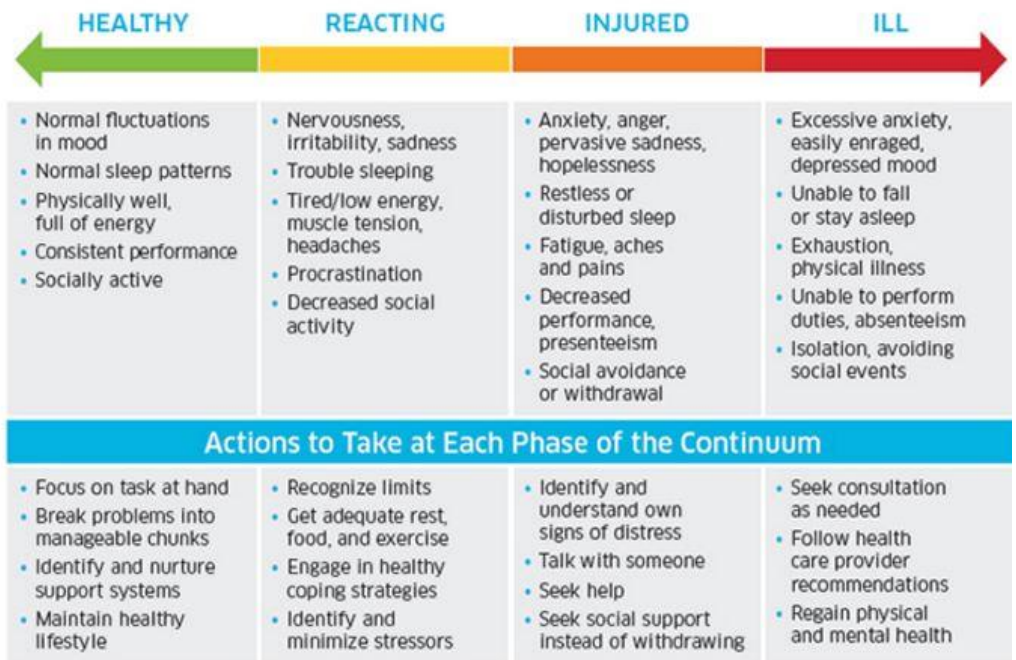 HEALTHY
REACTING
INJURED
ILL
• Normal fluctuations
in mood
• Normal sleep patterns
• Physically well,
full of energy
• Consistent performance
• Socially active
• Nervousness,
irritability, sadness
• Trouble sleeping
• Tired/low energy,
muscle tension,
headaches
• Procrastination
• Decreased social
activity
• Anxiety, anger,
pervasive sadness,
hopelessness
• Restless or
disturbed sleep
• Fatigue, aches
and pains
• Decreased
performance,
presenteeism
• Social avoidance
or withdrawal
• Excessive anxiety,
easily enraged,
depressed mood
• Unable to fall
or stay asleep
• Exhaustion,
physical illness
• Unable to perform
duties, absenteeism
• Isolation, avoiding
social events
Actions to Take at Each Phase of the Continuum
• Focus on task at hand
• Break problems into
manageable chunks
• Identify and nurture
support systems
• Maintain healthy
lifestyle
• Recognize limits
• Get adequate rest,
food, and exercise
• Engage in healthy
coping strategies
• Identify and
minimize stressors
• Identify and
understand own
signs of distress
• Talk with someone
• Seek help
• Seek social support
instead of withdrawing
• Seek consultation
as needed
• Follow health
care provider
recommendations
• Regain physical
and mental health